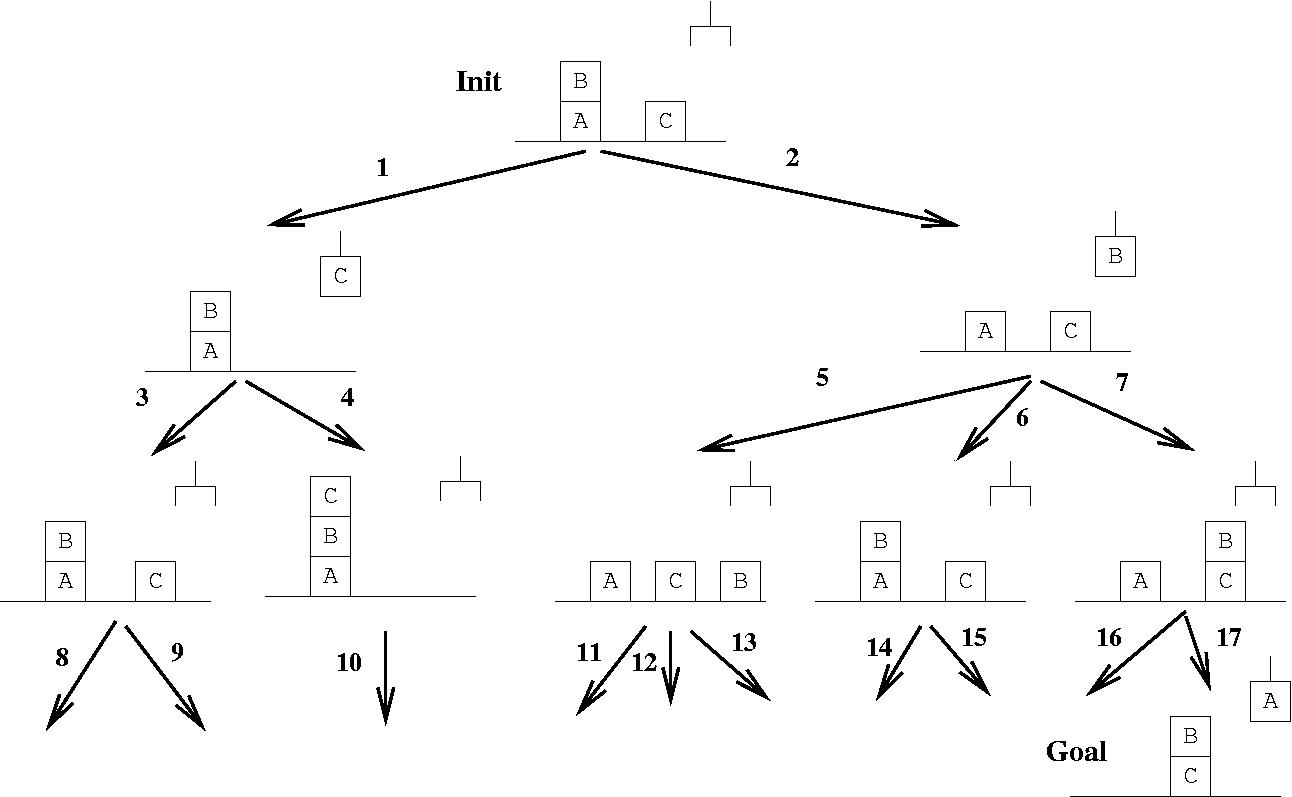 B
Init
A C
1 2
C B
B
A A C
3 4 5 6 7
C
B B B B
A C A A C B A C A C
8 9 10 11 12 13 14 15 16 17
A
B
Goal
C